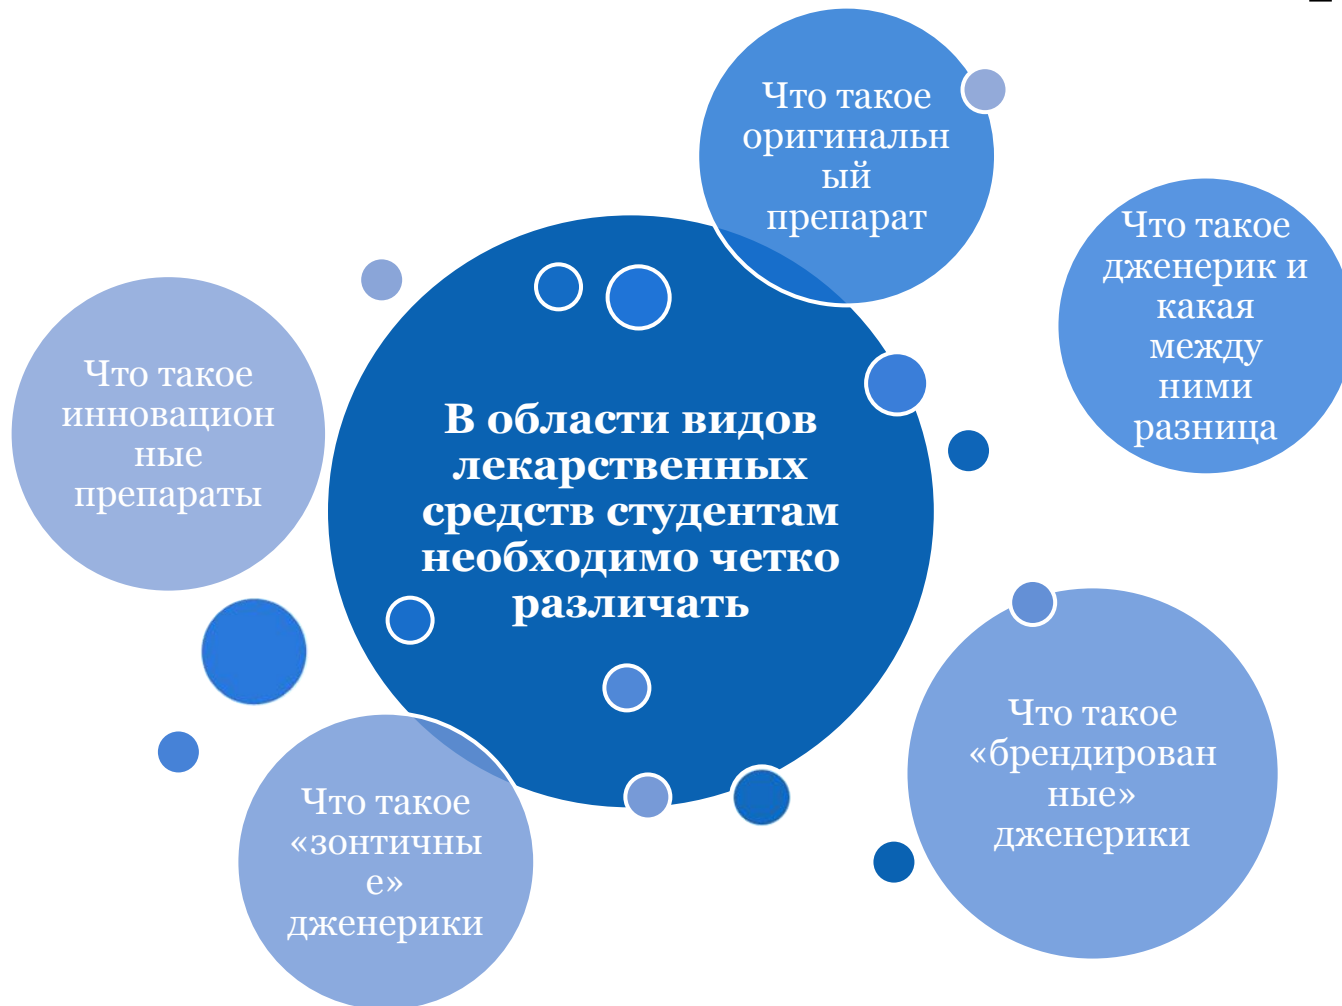 В области видов
лекарственных
средств студентам
необходимо четко
различать
Что такое
оригинальн
ый
препарат
Что такое
дженерик и
какая
между
ними
разница
Что такое
«брендирован
ные»
дженерики
Что такое
«зонтичны
е»
дженерики
Что такое
инновацион
ные
препараты